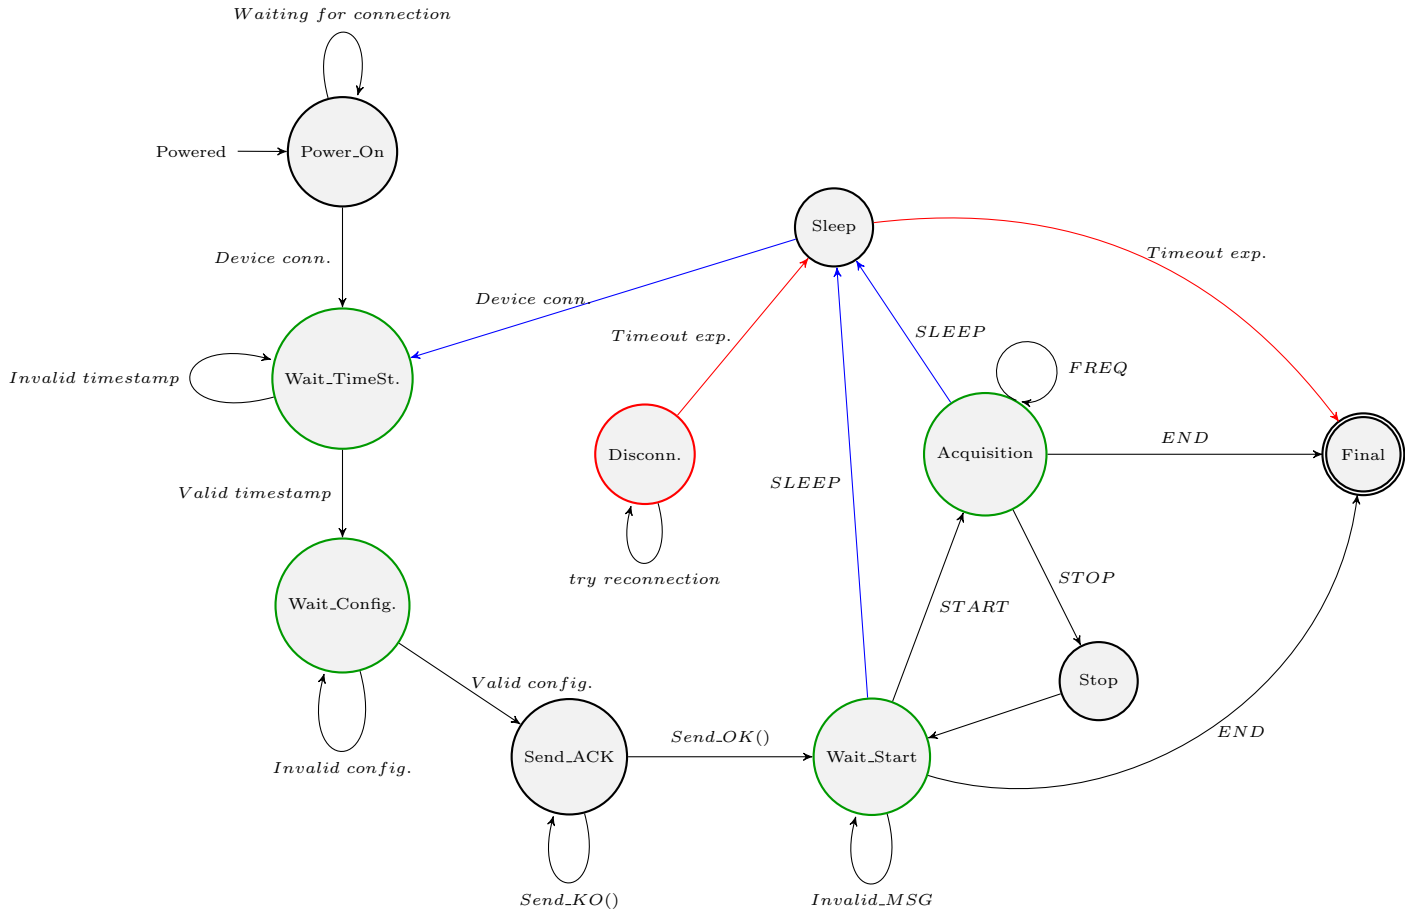 Waiting for connection
Powered
Power_On
Device conn.
Sleep
Timeout exp.
Device conn.
Timeout exp.
SLEEP
FREQ
Invalid timestamp
Wait_TimeSt.
Disconn.
Acquisition
END
Final
Valid timestamp
SLEEP
try reconnection
STOP
Wait_Config.
START
Valid config.
Stop
Invalid config.
Send_ACK
Send_OK()
Wait_Start
END
Send_KO()
Invalid_MSG